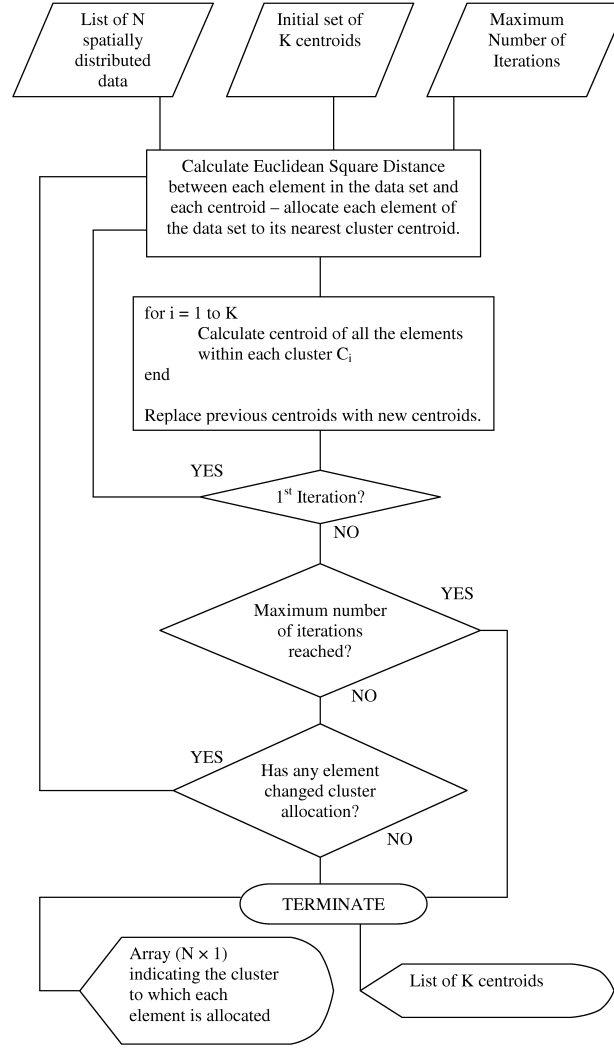 List of N
spatially
distributed
data
Initial set of
K centroids
Maximum
Number of
Iterations
Calculate Euclidean Square Distance
between each element in the data set and
each centroid – allocate each element of
the data set to its nearest cluster centroid.
for i = 1 to K
Calculate centroid of all the elements
within each cluster Ci
end
Replace previous centroids with new centroids.
YES
1st Iteration?
NO
YES
Maximum number
of iterations
reached?
NO
YES
Has any element
changed cluster
allocation?
NO
TERMINATE
Array (N × 1)
indicating the cluster
to which each
element is allocated
List of K centroids